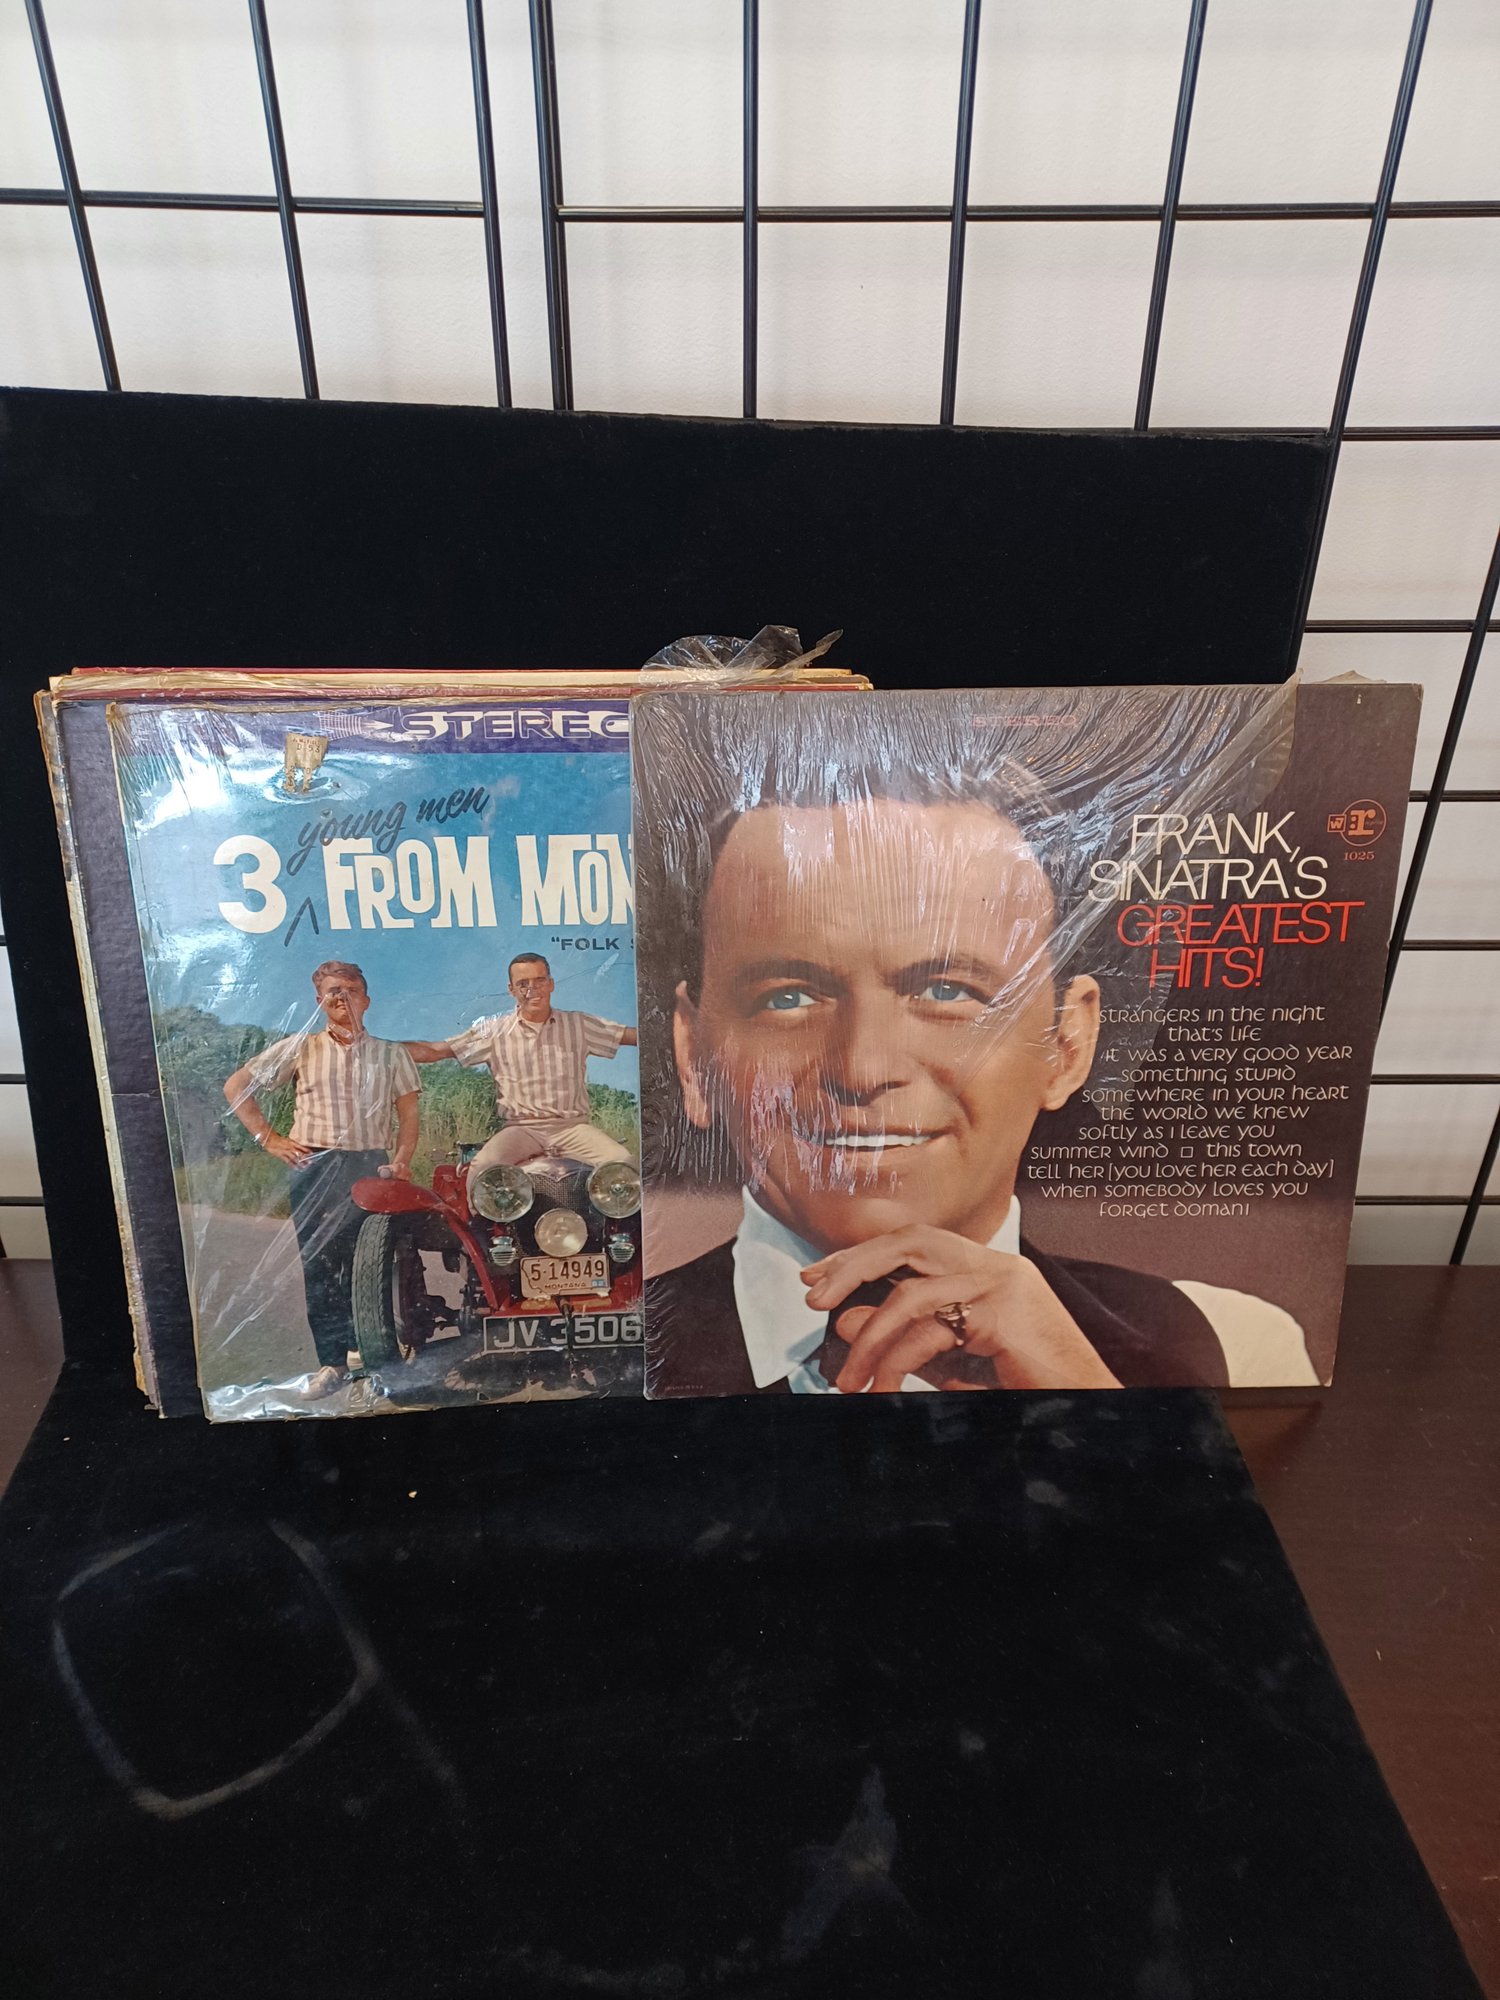 STEREO
young men
3 FROM MON
"FOLK S
5-14949
MONTANA 62
JV 3506
STEREO
FRANK
SINATRA'S
GREATEST
HITS!
W :r
1025
STRANGERS IN THE NIGHT
THAT'S LIFE
IT WAS A VERY GOOD YEAR
SOMETHING STUPID
SOMEWHERE IN YOUR HEART
THE WORLD WE KNEW
SOFTLY AS I LEAVE YOU
SUMMER WIND □ THIS TOWN
TELL HER [YOU LOVE HER EACH DAY]
WHEN SOMEBODY LOVES YOU
FORGET DOMANI